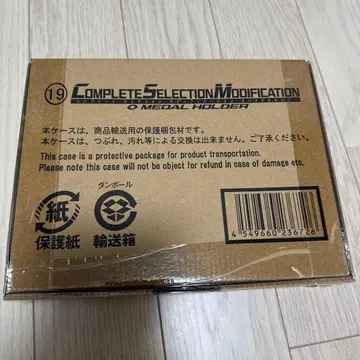 ⑲ COMPLETE SELECTION MODIFICATION
O MEDAL HOLDER
本ケースは、商品輸送用の保護梱包材です。
本ケースは、つぶれ、汚れ等による交換は出来ません。ご了承ください。
This case is a protective package for product transportation.
Please note this case will not be object for refund in case of damage etc.
紙
保護紙
ダンボール
輸送箱
4 549660 236726